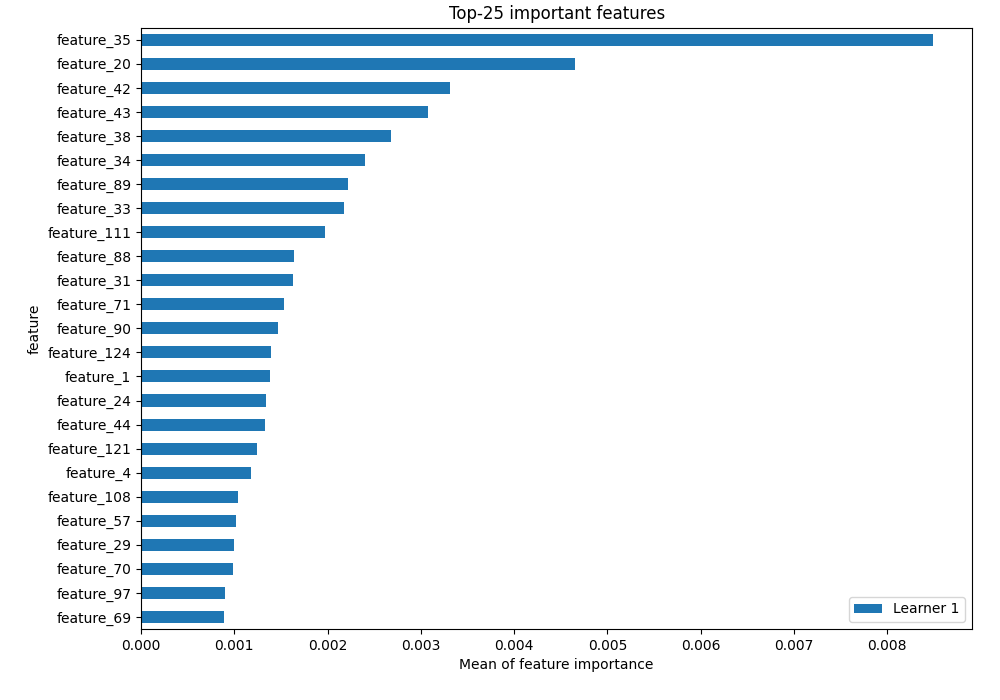 Top-25 important features
feature_35
feature_20
feature_42
feature_43
feature_38
feature_34
feature_89
feature_33
feature_111
feature_88
feature_31
feature_71
feature_90
feature_124
feature_1
feature_24
feature_44
feature_121
feature_4
feature_108
feature_57
feature_29
feature_70
feature_97
feature_69
feature
Learner 1
0.000 0.001 0.002 0.003 0.004 0.005 0.006 0.007 0.008
Mean of feature importance